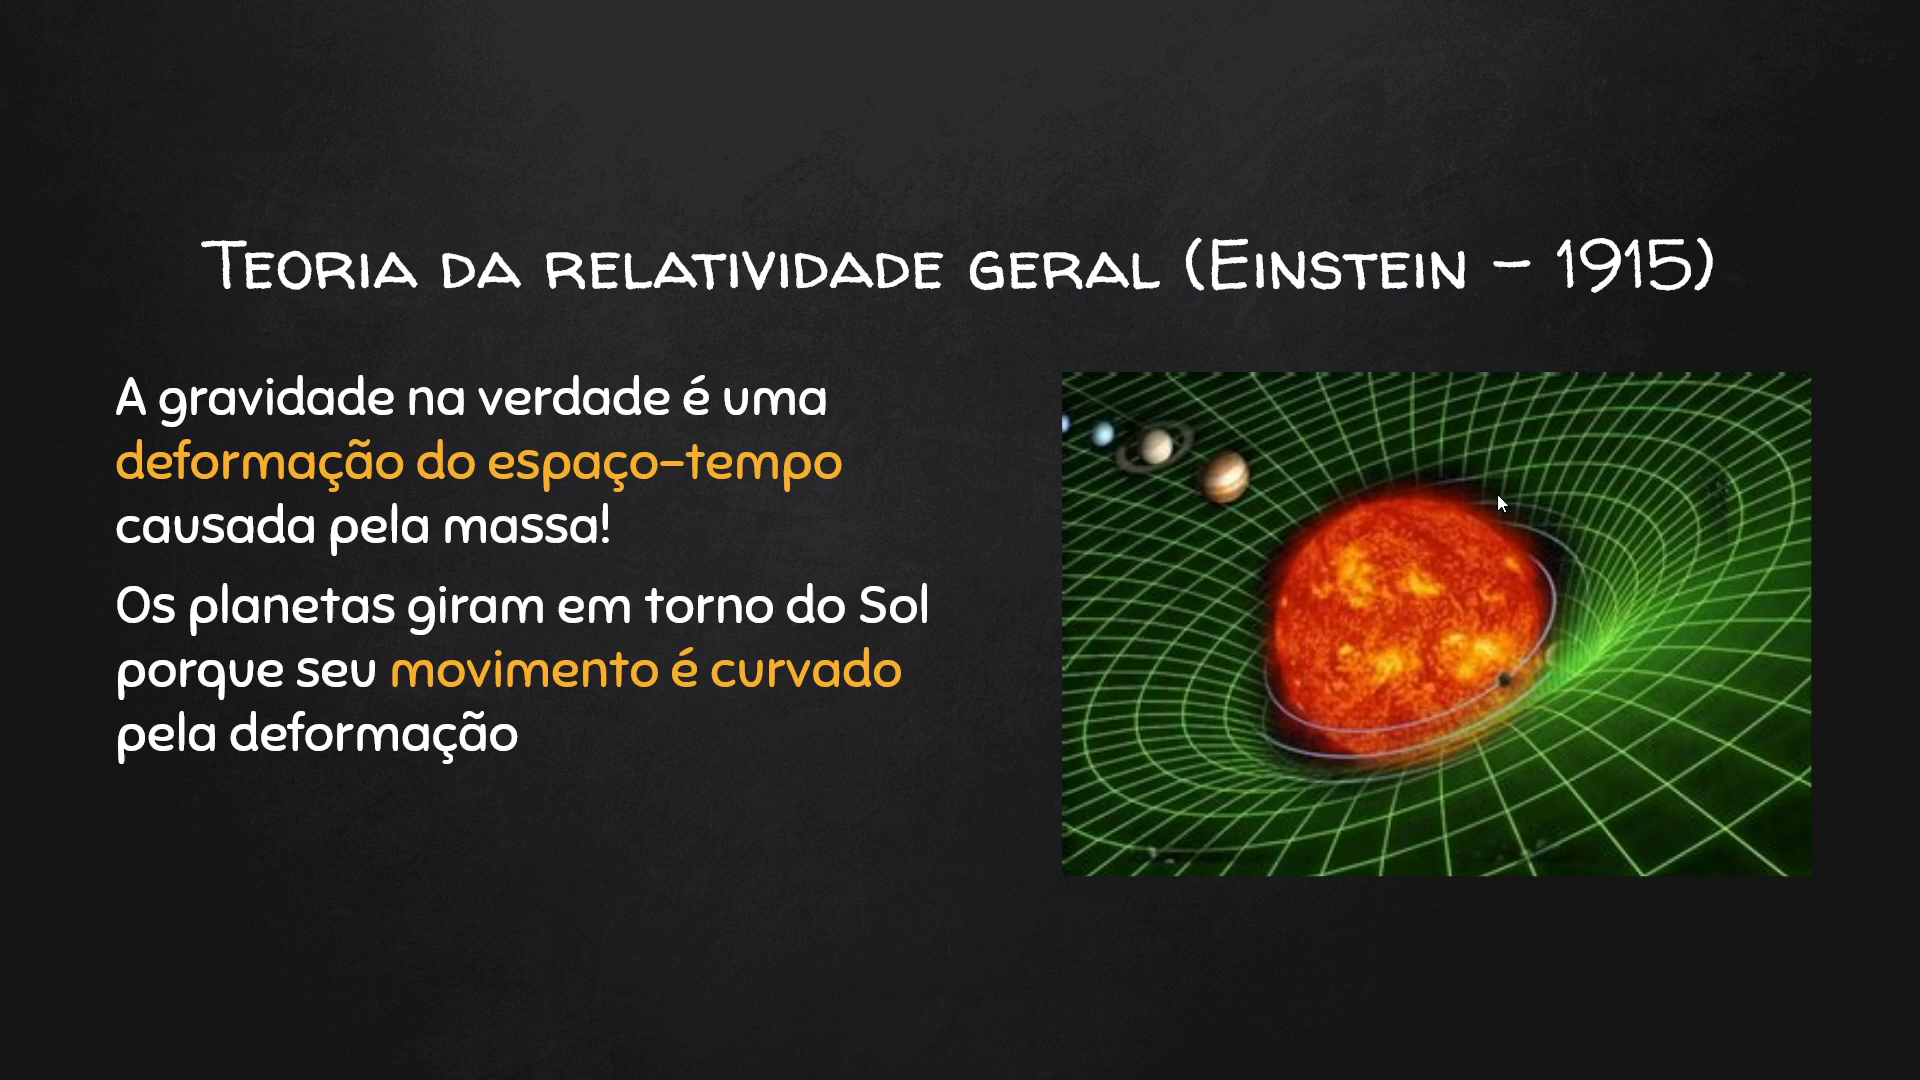 Teoria da relatividade geral (Einstein – 1915)
A gravidade na verdade é uma
deformação do espaço-tempo
causada pela massa!
Os planetas giram em torno do Sol
porque seu movimento é curvado
pela deformação